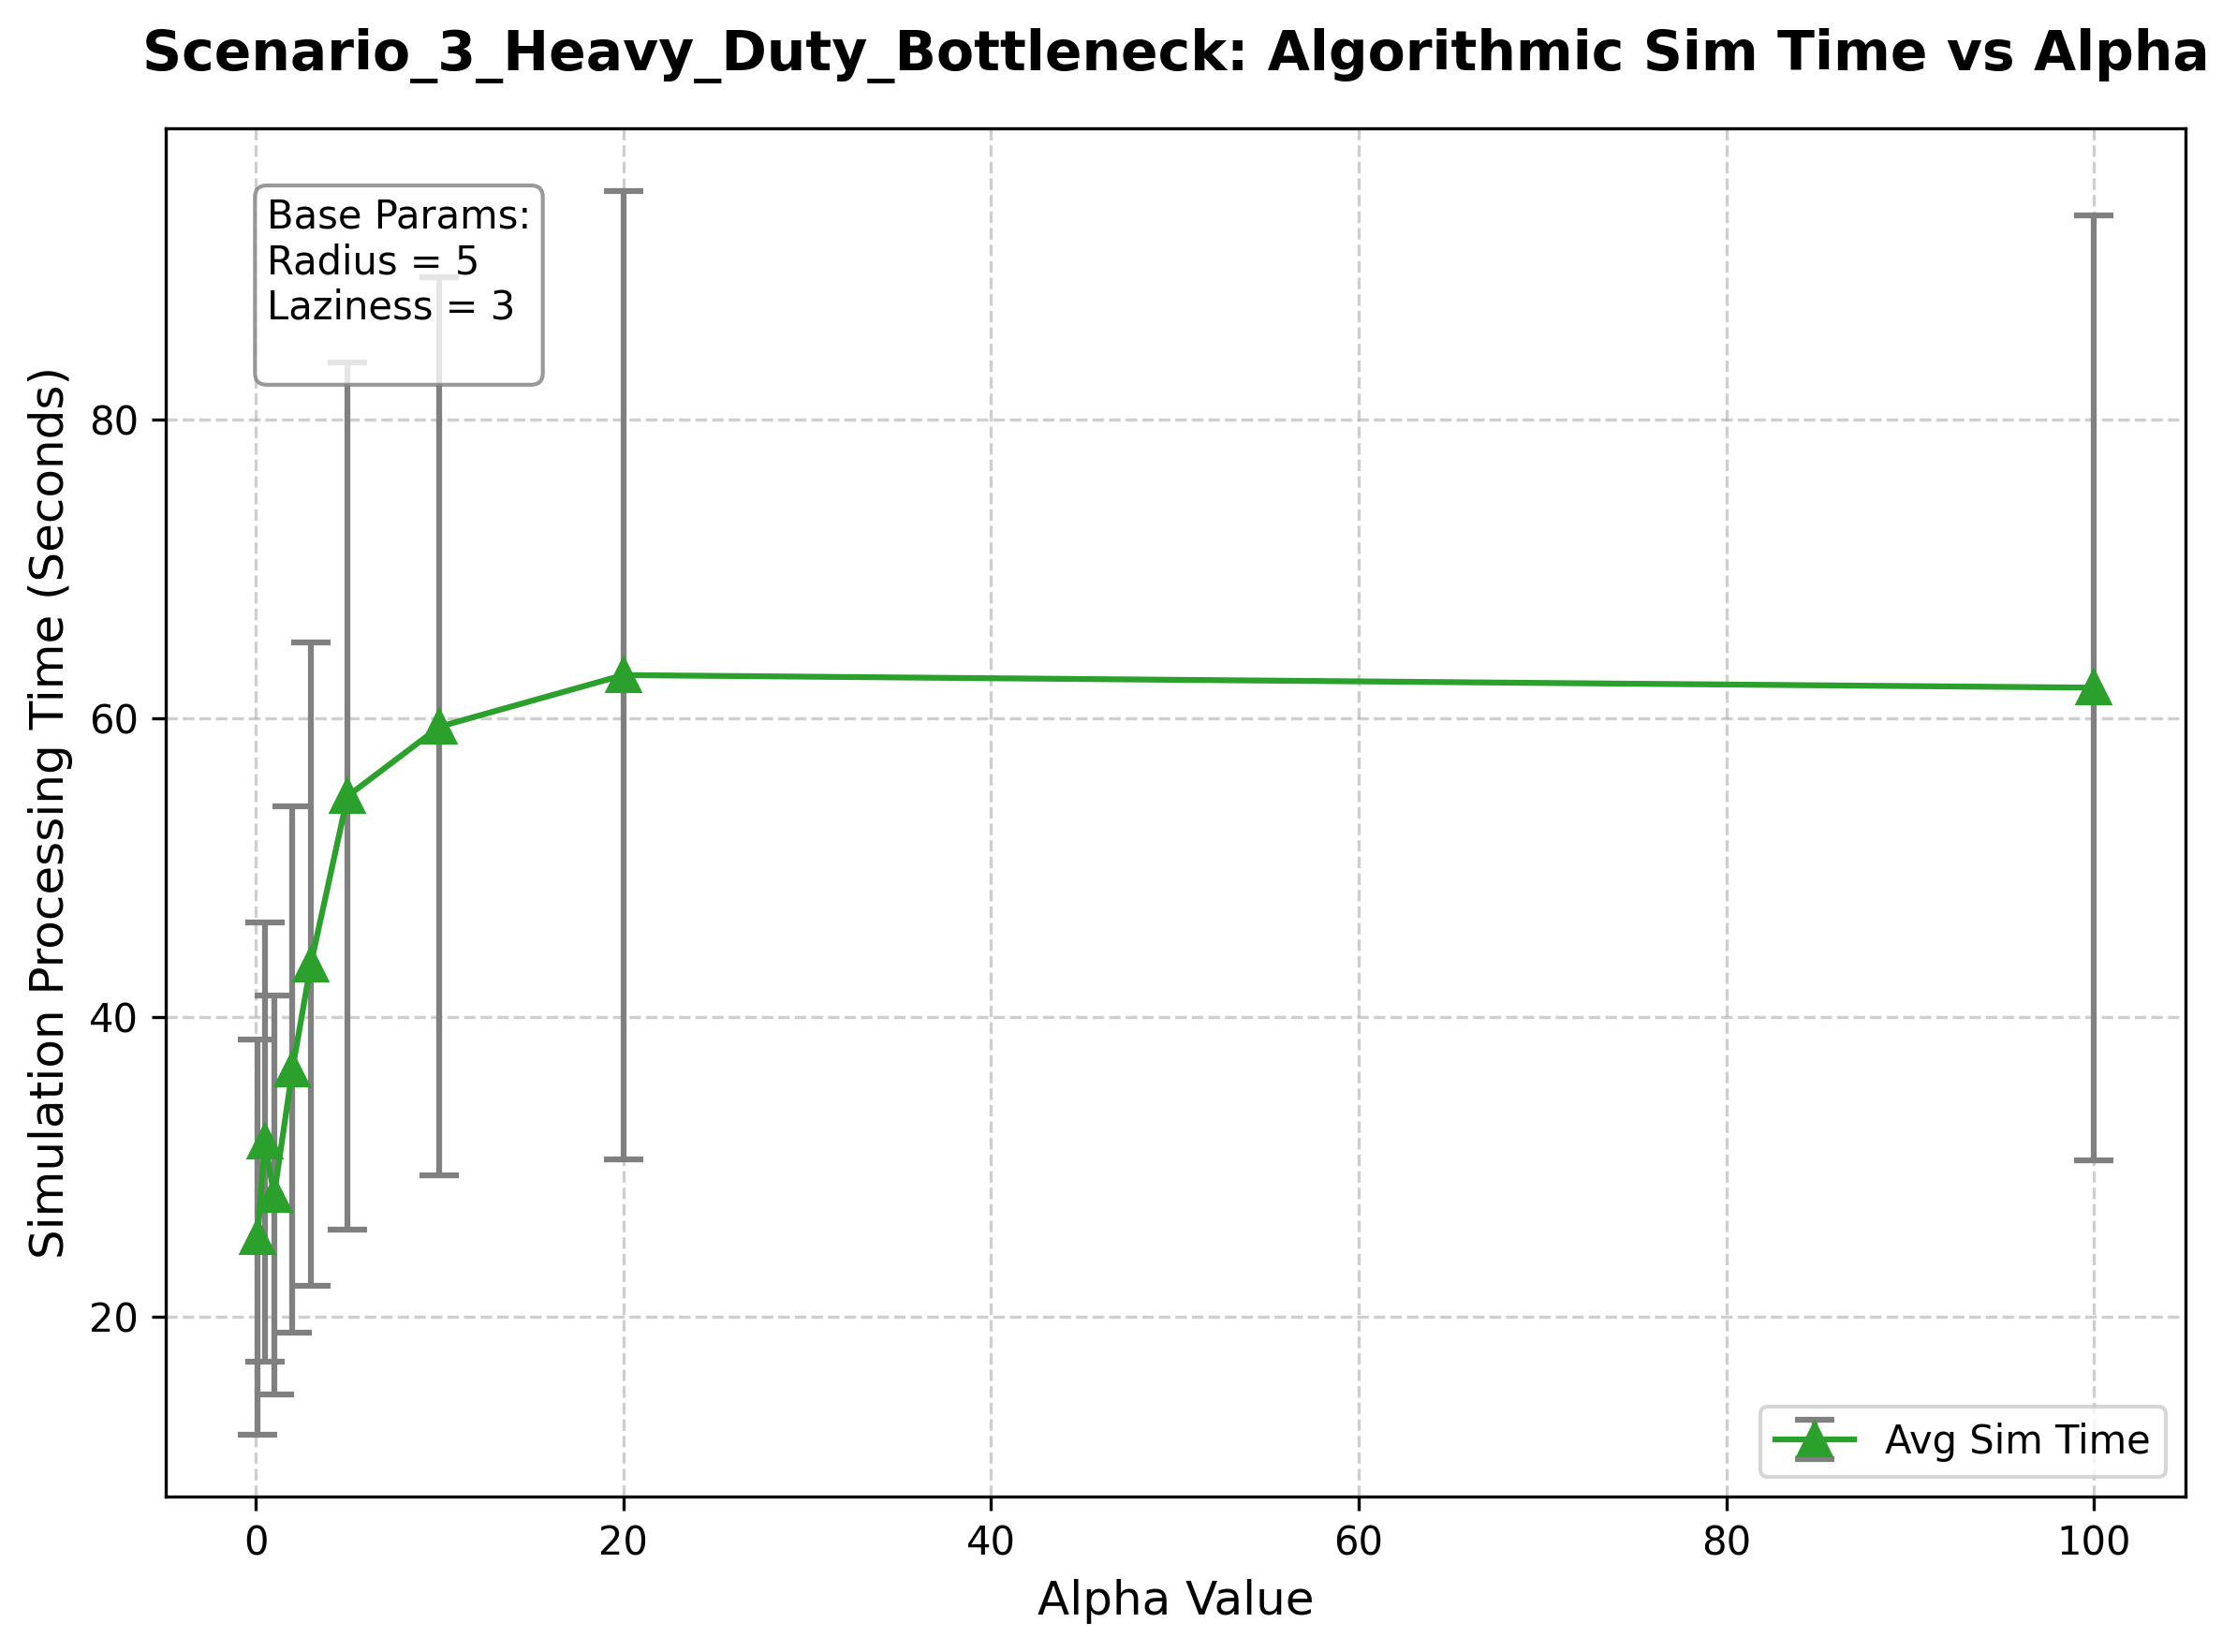 Scenario_3_Heavy_Duty_Bottleneck: Algorithmic Sim Time vs Alpha
Base Params:
Radius = 5
Laziness = 3
Simulation Processing Time (Seconds)
80
60
40
20
Avg Sim Time
0
20
40
60
80
100
Alpha Value